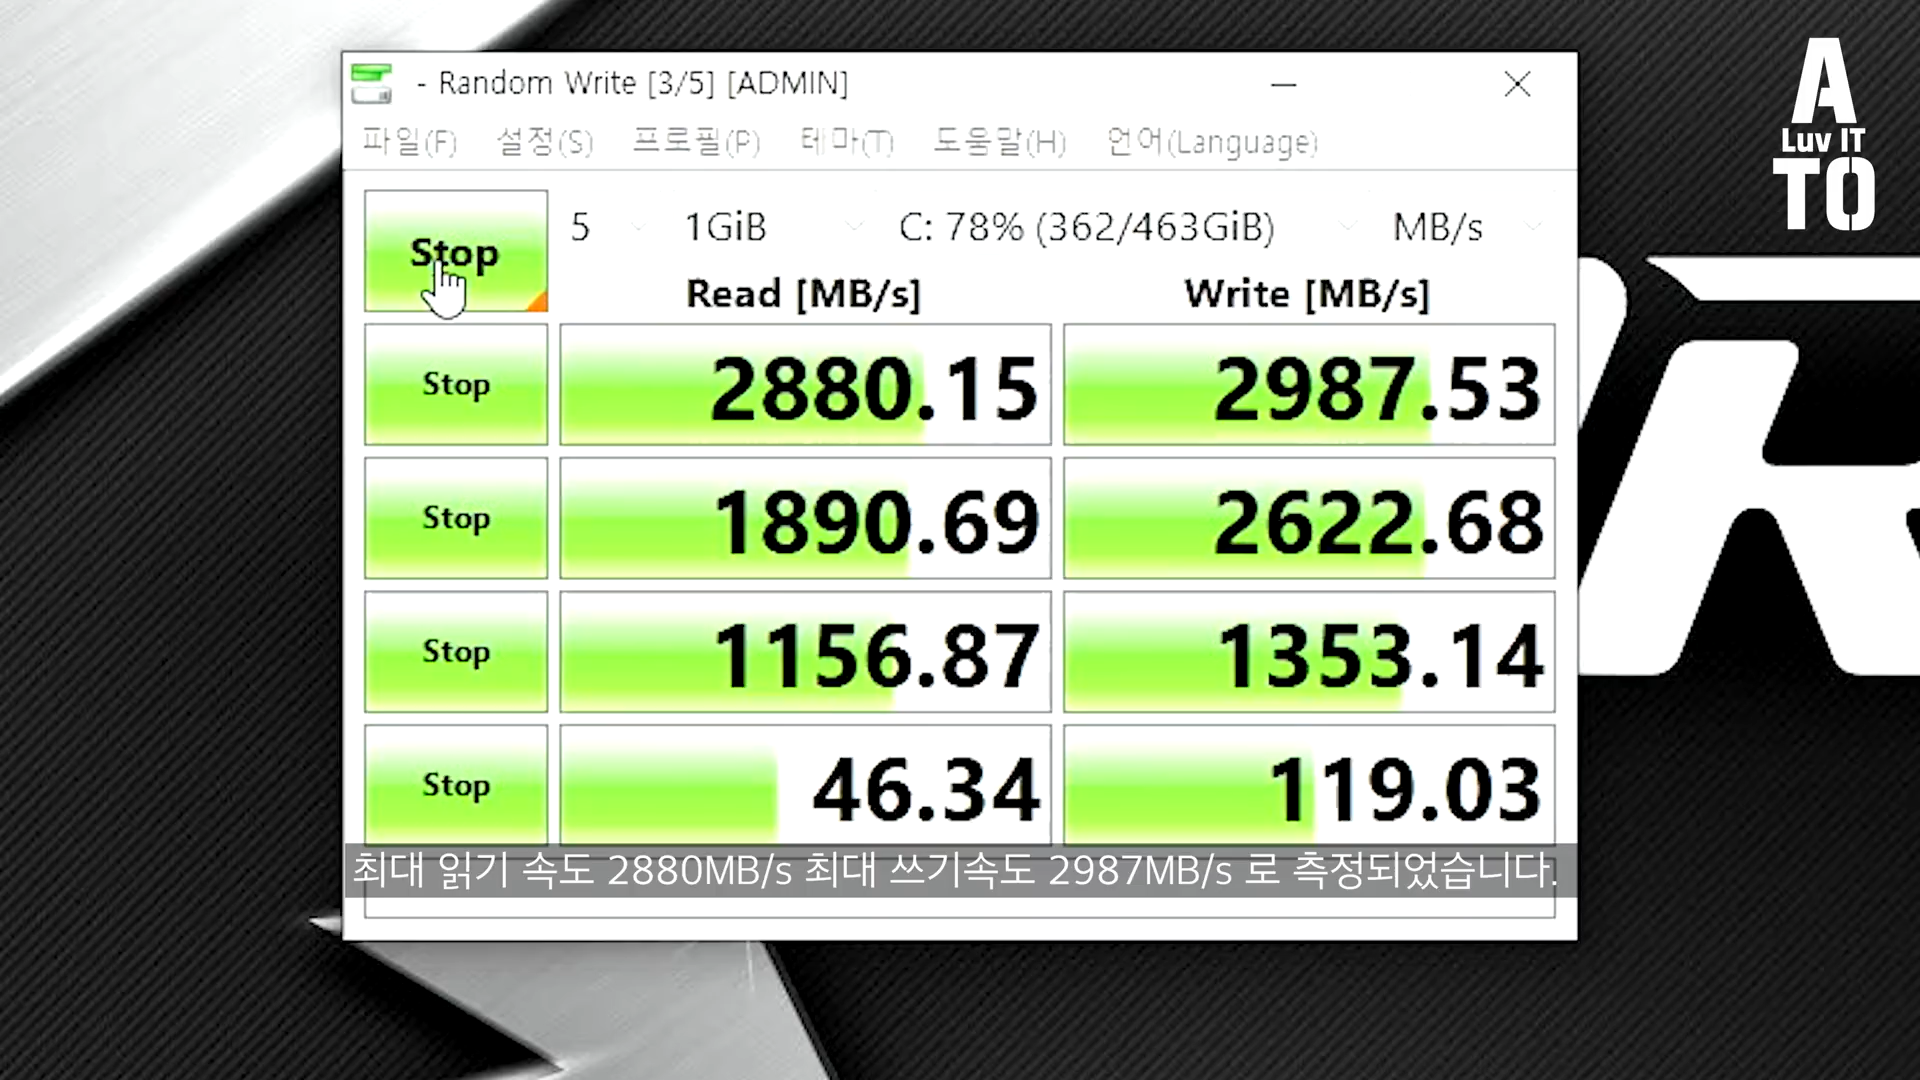 - Random Write [3/5] [ADMIN]
파일(F) 설정(S) 프로필(P) 테마(T) 도움말(H) 언어(Language)
Stop 5 1GiB C: 78% (362/463GiB) MB/s
Read [MB/s] Write [MB/s]
Stop 2880.15 2987.53
Stop 1890.69 2622.68
Stop 1156.87 1353.14
Stop 46.34 119.03
최대 읽기 속도 2880MB/s 최대 쓰기속도 2987MB/s 로 측정되었습니다.
A
Luv IT
TO